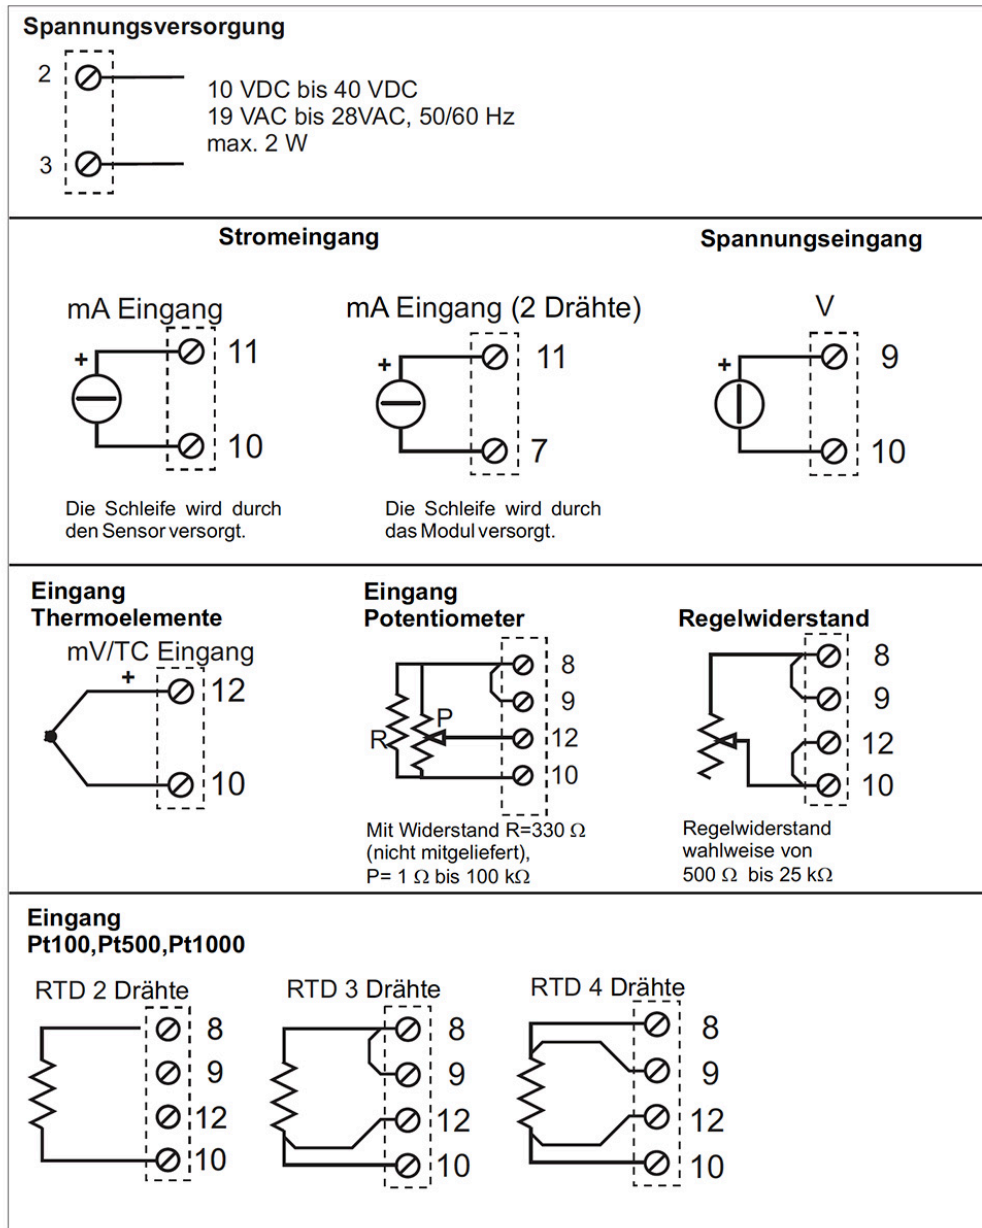 Spannungsversorgung
2
10 VDC bis 40 VDC
19 VAC bis 28VAC, 50/60 Hz
max. 2 W
3
Stromeingang
Spannungseingang
mA Eingang
+
11
10
Die Schleife wird durch
den Sensor versorgt.
mA Eingang (2 Drähte)
+
11
7
Die Schleife wird durch
das Modul versorgt.
V
+
9
10
Eingang
Thermoelemente
mV/TC Eingang
+
12
10
Eingang
Potentiometer
8
9
P
R
12
10
Mit Widerstand R=330 Ω
(nicht mitgeliefert),
P= 1 Ω bis 100 kΩ
Regelwiderstand
8
9
12
10
Regelwiderstand
wahlweise von
500 Ω bis 25 kΩ
Eingang
Pt100,Pt500,Pt1000
RTD 2 Drähte
8
9
12
10
RTD 3 Drähte
8
9
12
10
RTD 4 Drähte
8
9
12
10